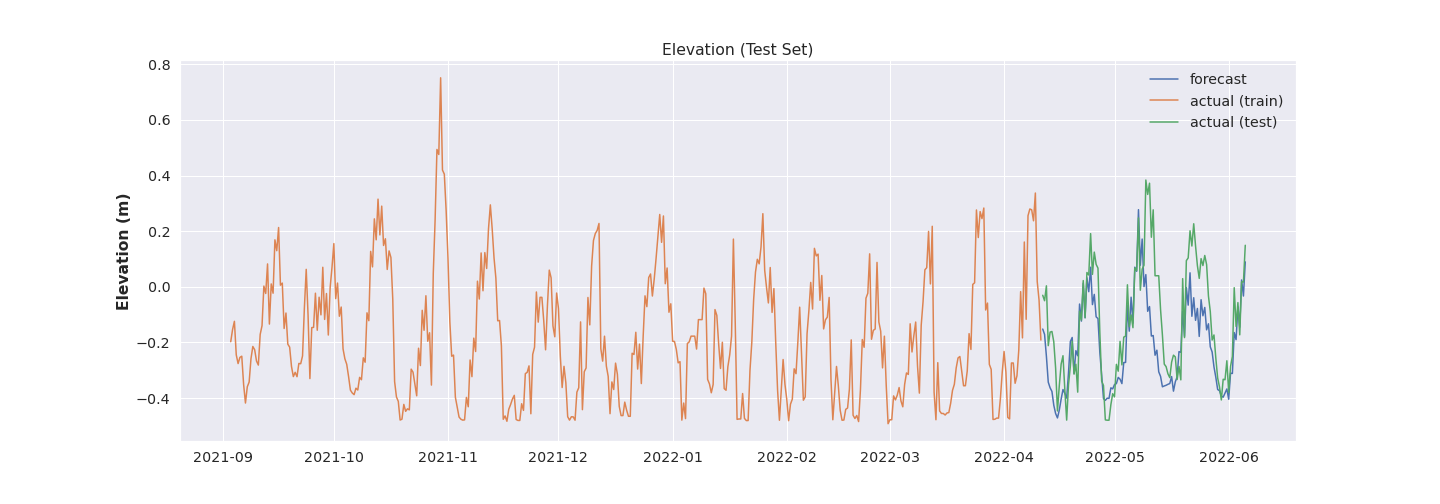 Elevation (Test Set)
Elevation (m)
0.8
0.6
0.4
0.2
0.0
−0.2
−0.4
2021-09 2021-10 2021-11 2021-12 2022-01 2022-02 2022-03 2022-04 2022-05 2022-06
forecast
actual (train)
actual (test)